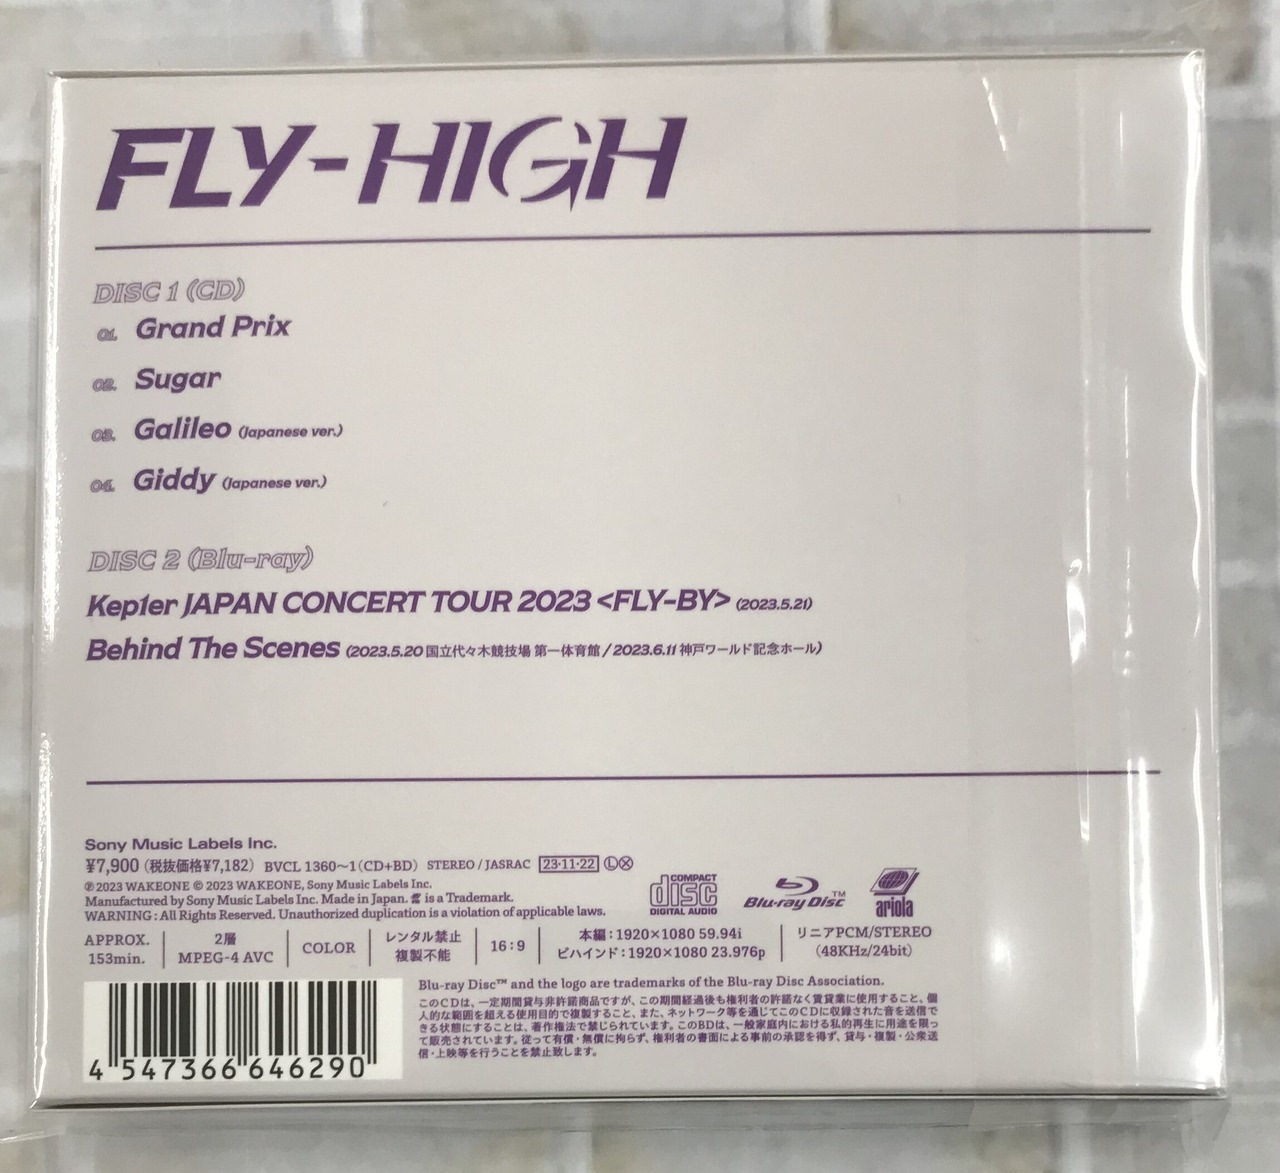 FLY-HIGH
DISC 1 (CD)
01. Grand Prix
02. Sugar
03. Galileo (Japanese ver.)
04. Giddy (Japanese ver.)
DISC 2 (Blu-ray)
Kep1er JAPAN CONCERT TOUR 2023 <FLY-BY> (2023.5.21)
Behind The Scenes (2023.5.20 国立代々木競技場 第一体育館 / 2023.6.11 神戸ワールド記念ホール)
Sony Music Labels Inc.
¥7,900 (税抜価格¥7,182) BVCL 1360〜1(CD+BD) STEREO / JASRAC 23・11・22 Ⓛ
℗ 2023 WAKEONE © 2023 WAKEONE, Sony Music Labels Inc.
Manufactured by Sony Music Labels Inc. Made in Japan. is a Trademark.
WARNING : All Rights Reserved. Unauthorized duplication is a violation of applicable laws.
COMPACT disc DIGITAL AUDIO
Blu-ray Disc™
ariola
APPROX. 153min.
2層 MPEG-4 AVC
COLOR
レンタル禁止 複製不能
16:9
本編:1920×1080 59.94i
ビハインド:1920×1080 23.976p
リニアPCM/STEREO (48KHz/24bit)
Blu-ray Disc™ and the logo are trademarks of the Blu-ray Disc Association.
このCDは、一定期間貸与非許諾商品ですが、この期間経過後も権利者の許諾なく賃貸業に使用すること、個
人的な範囲を超える使用目的で複製すること、また、ネットワーク等を通じてこのCDに収録された音を送信で
きる状態にすることは、著作権法で禁じられています。このBDは、一般家庭内における私的再生に用途を限っ
て販売されています。従って有償・無償に拘らず、権利者の書面による事前の承認を得ず、貸与・複製・公衆送
信・上映等を行うことを禁止致します。
4 547366 646290